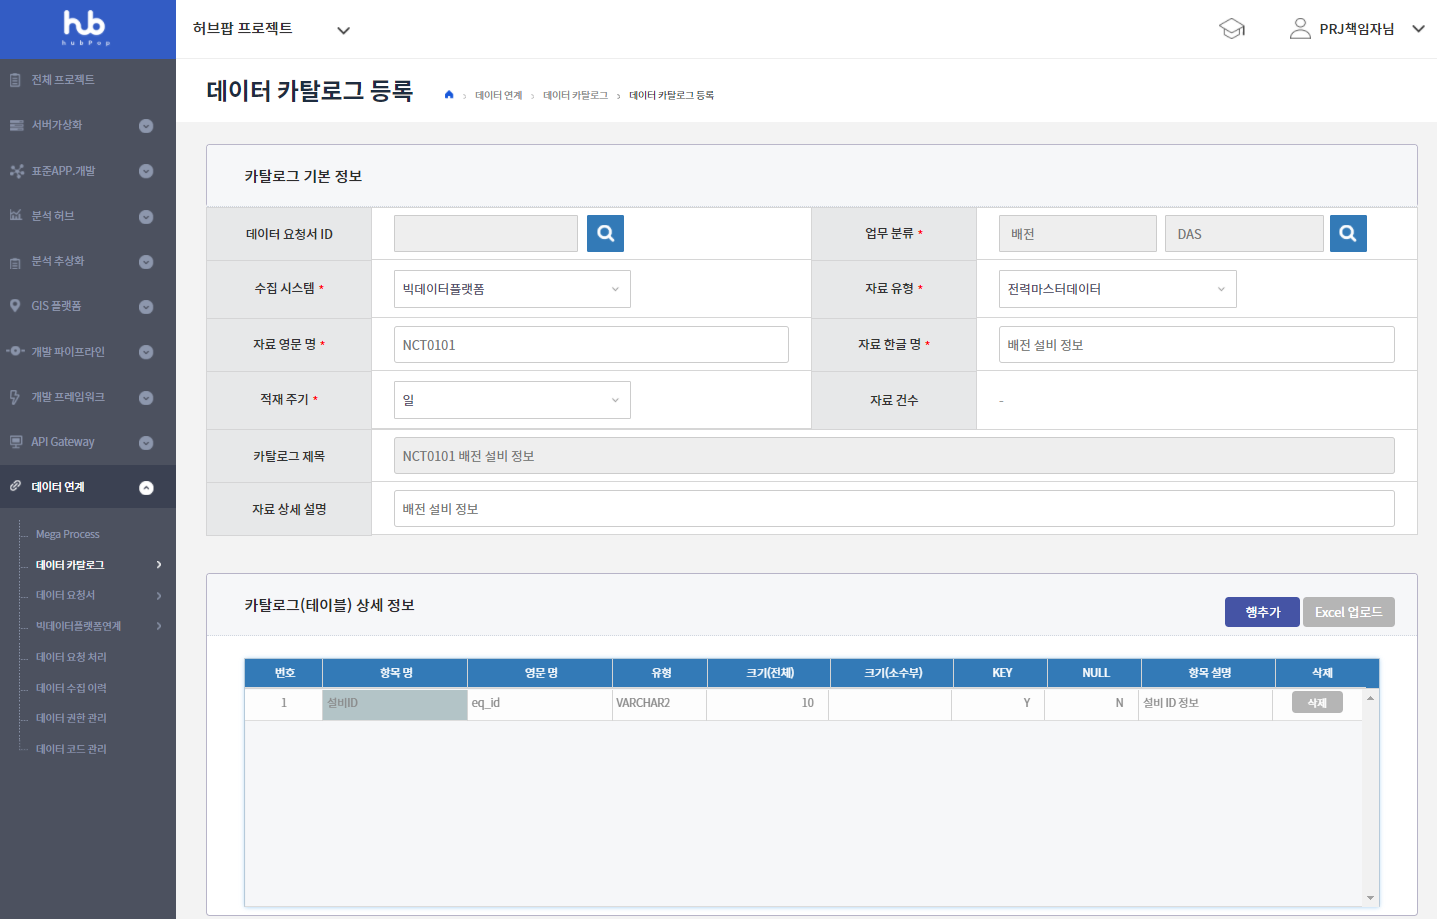 hub
hubPop
허브팝 프로젝트
PRJ책임자님
전체 프로젝트
서버가상화
표준APP.개발
분석 허브
분석 추상화
GIS 플랫폼
개발 파이프라인
개발 프레임워크
API Gateway
데이터 연계
Mega Process
데이터 카탈로그
데이터 요청서
빅데이터플랫폼연계
데이터 요청 처리
데이터 수집 이력
데이터 권한 관리
데이터 코드 관리
데이터 카탈로그 등록
데이터 연계 › 데이터 카탈로그 › 데이터 카탈로그 등록
카탈로그 기본 정보
데이터 요청서 ID
업무 분류 * 배전 DAS
수집 시스템 * 빅데이터플랫폼
자료 유형 * 전력마스터데이터
자료 영문 명 * NCT0101
자료 한글 명 * 배전 설비 정보
적재 주기 * 일
자료 건수 -
카탈로그 제목 NCT0101 배전 설비 정보
자료 상세 설명 배전 설비 정보
카탈로그(테이블) 상세 정보
행추가 Excel 업로드
번호 항목 명 영문 명 유형 크기(전체) 크기(소수부) KEY NULL 항목 설명 삭제
1 설비ID eq_id VARCHAR2 10 Y N 설비 ID 정보 삭제